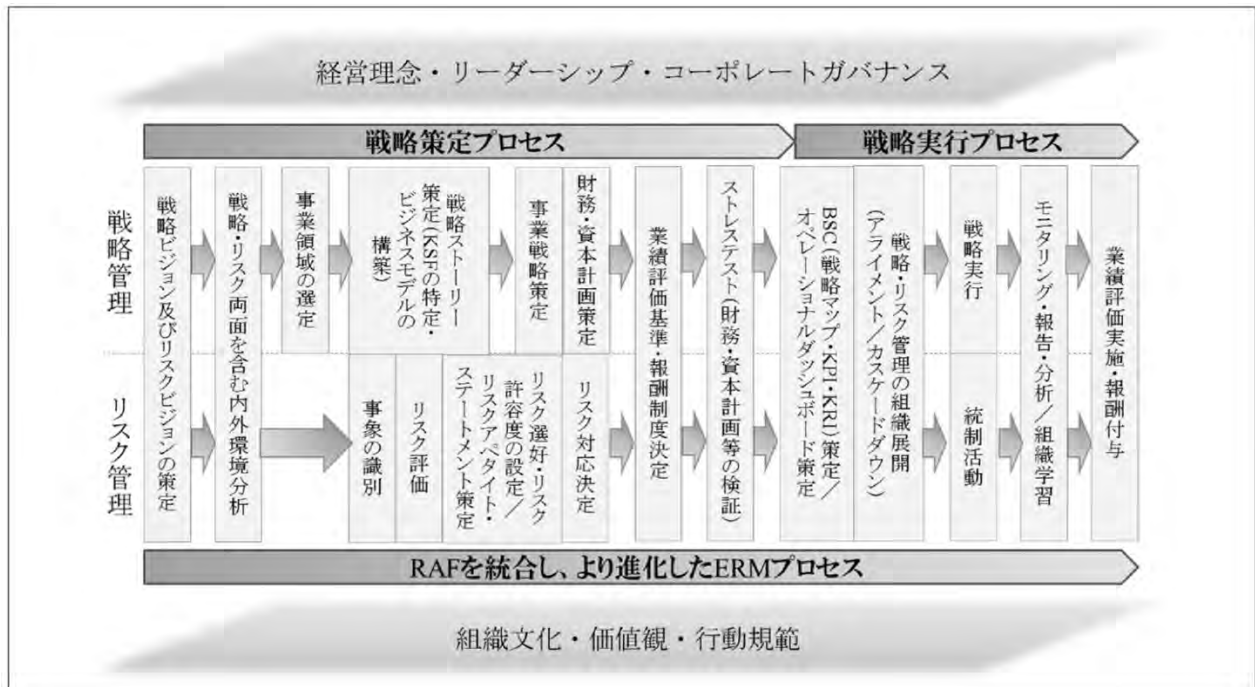 経営理念・リーダーシップ・コーポレートガバナンス
戦略策定プロセス
戦略実行プロセス
戦略管理
リスク管理
戦略ビジョン及びリスクビジョンの策定
戦略・リスク両面を含む内外環境分析
事業領域の選定
戦略ストーリー
策定(KSFの特定・
ビジネスモデルの
構築)
事業戦略策定
財務・資本計画策定
事象の識別
リスク評価
リスク選好・リスク
許容度の設定／
リスクアペタイト・
ステートメント策定
リスク対応決定
業績評価基準・報酬制度決定
ストレステスト(財務・資本計画等の検証)
BSC(戦略マップ・KPI・KRI)策定／
オペレーショナルダッシュボード策定
戦略・リスク管理の組織展開
(アライメント／カスケードダウン)
戦略実行
統制活動
モニタリング・報告・分析／組織学習
業績評価実施・報酬付与
RAFを統合し、より進化したERMプロセス
組織文化・価値観・行動規範